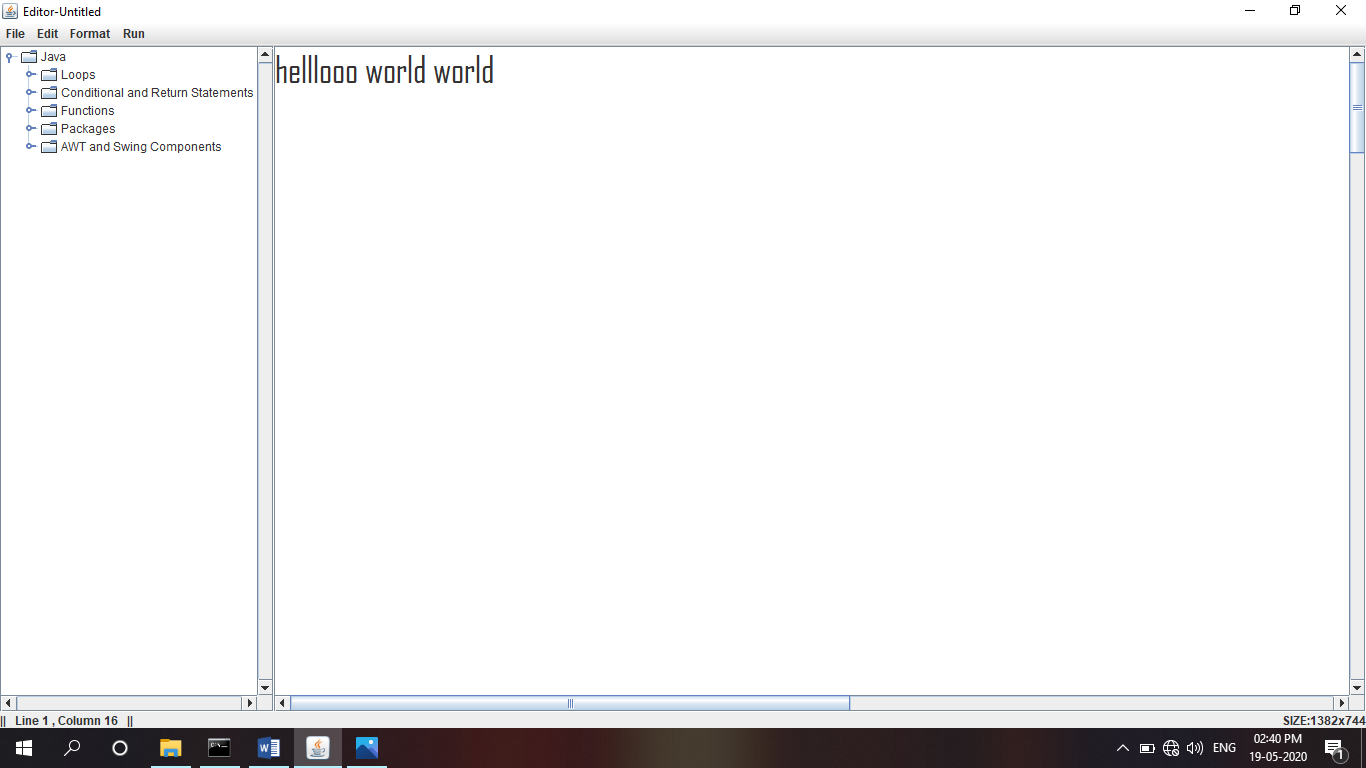 Editor-Untitled
File Edit Format Run
Java
Loops
Conditional and Return Statements
Functions
Packages
AWT and Swing Components
helllooo world world
|| Line 1 , Column 16 ||
SIZE:1382x744
ENG
02:40 PM
19-05-2020
1